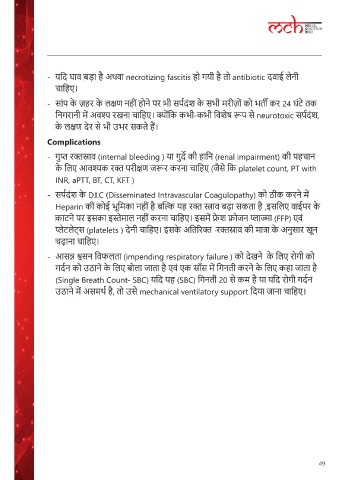 mch
- यदि घाव बड़ा है अथवा necrotizing fascitis हो गयी है तो antibiotic दवाई लेनी
चाहिए।
- सांप के ज़हर के लक्षण नहीं होने पर भी सर्पदंश के सभी मरीज़ों को भर्ती कर 24 घंटे तक
निगरानी में अवश्य रखना चाहिए। क्योंकि कभी-कभी विशेष रूप से neurotoxic सर्पदंश,
के लक्षण देर से भी उभर सकते हैं।
Complications
- गुप्त रक्तस्राव (internal bleeding ) या गुर्दे की हानि (renal impairment) की पहचान
के लिए आवश्यक रक्त परीक्षण जरूर करना चाहिए (जैसे कि platelet count, PT with
INR, aPTT, BT, CT, KFT )
- सर्पदंश के D.I.C (Disseminated Intravascular Coagulopathy) को ठीक करने में
Heparin की कोई भूमिका नहीं है बल्कि यह रक्त स्त्राव बढ़ा सकता है ,इसलिए वाईपर के
काटने पर इसका इस्तेमाल नहीं करना चाहिए। इसमें फ्रेश फ्रोजन प्लाज्मा (FFP) एवं
प्लेटलेट्स (platelets ) देनी चाहिए। इसके अतिरिक्त रक्तस्राव की मात्रा के अनुसार खून
चढ़ाना चाहिए।
- आसन्न श्वसन विफलता (impending respiratory failure ) को देखने के लिए रोगी को
गर्दन को उठाने के लिए बोला जाता है एवं एक साँस में गिनती करने के लिए कहा जाता है
(Single Breath Count- SBC) यदि यह (SBC) गिनती 20 से कम है या यदि रोगी गर्दन
उठाने में असमर्थ है, तो उसे mechanical ventilatory support दिया जाना चाहिए।
49